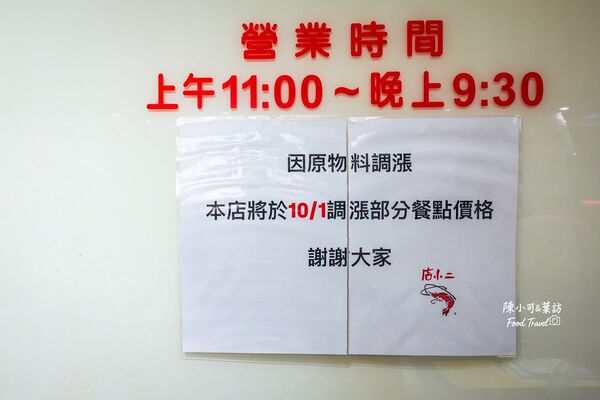 營業時間
上午11:00~晚上9:30
因原物料調漲
本店將於10/1調漲部分餐點價格
謝謝大家
店小二
陳小可&葉訪
Food Travel